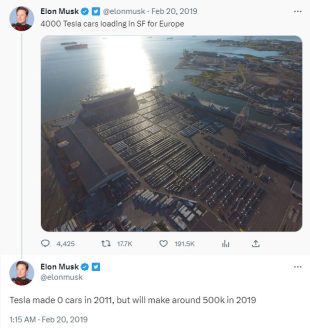 Elon Musk @elonmusk · Feb 20, 2019
4000 Tesla cars loading in SF for Europe
4,425 17.7K 191.5K
Elon Musk
@elonmusk
Tesla made 0 cars in 2011, but will make around 500k in 2019
1:15 AM · Feb 20, 2019